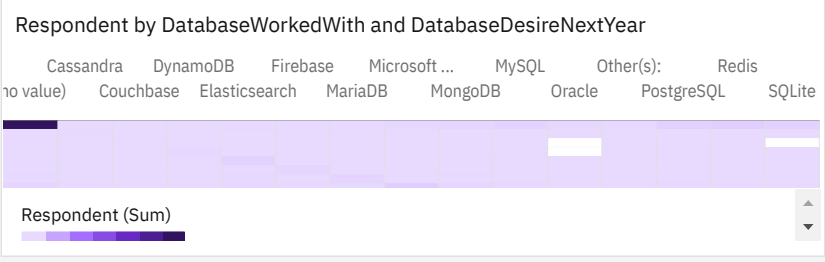 Respondent by DatabaseWorkedWith and DatabaseDesireNextYear
Cassandra DynamoDB Firebase Microsoft ... MySQL Other(s): Redis
no value) Couchbase Elasticsearch MariaDB MongoDB Oracle PostgreSQL SQLite
Respondent (Sum)